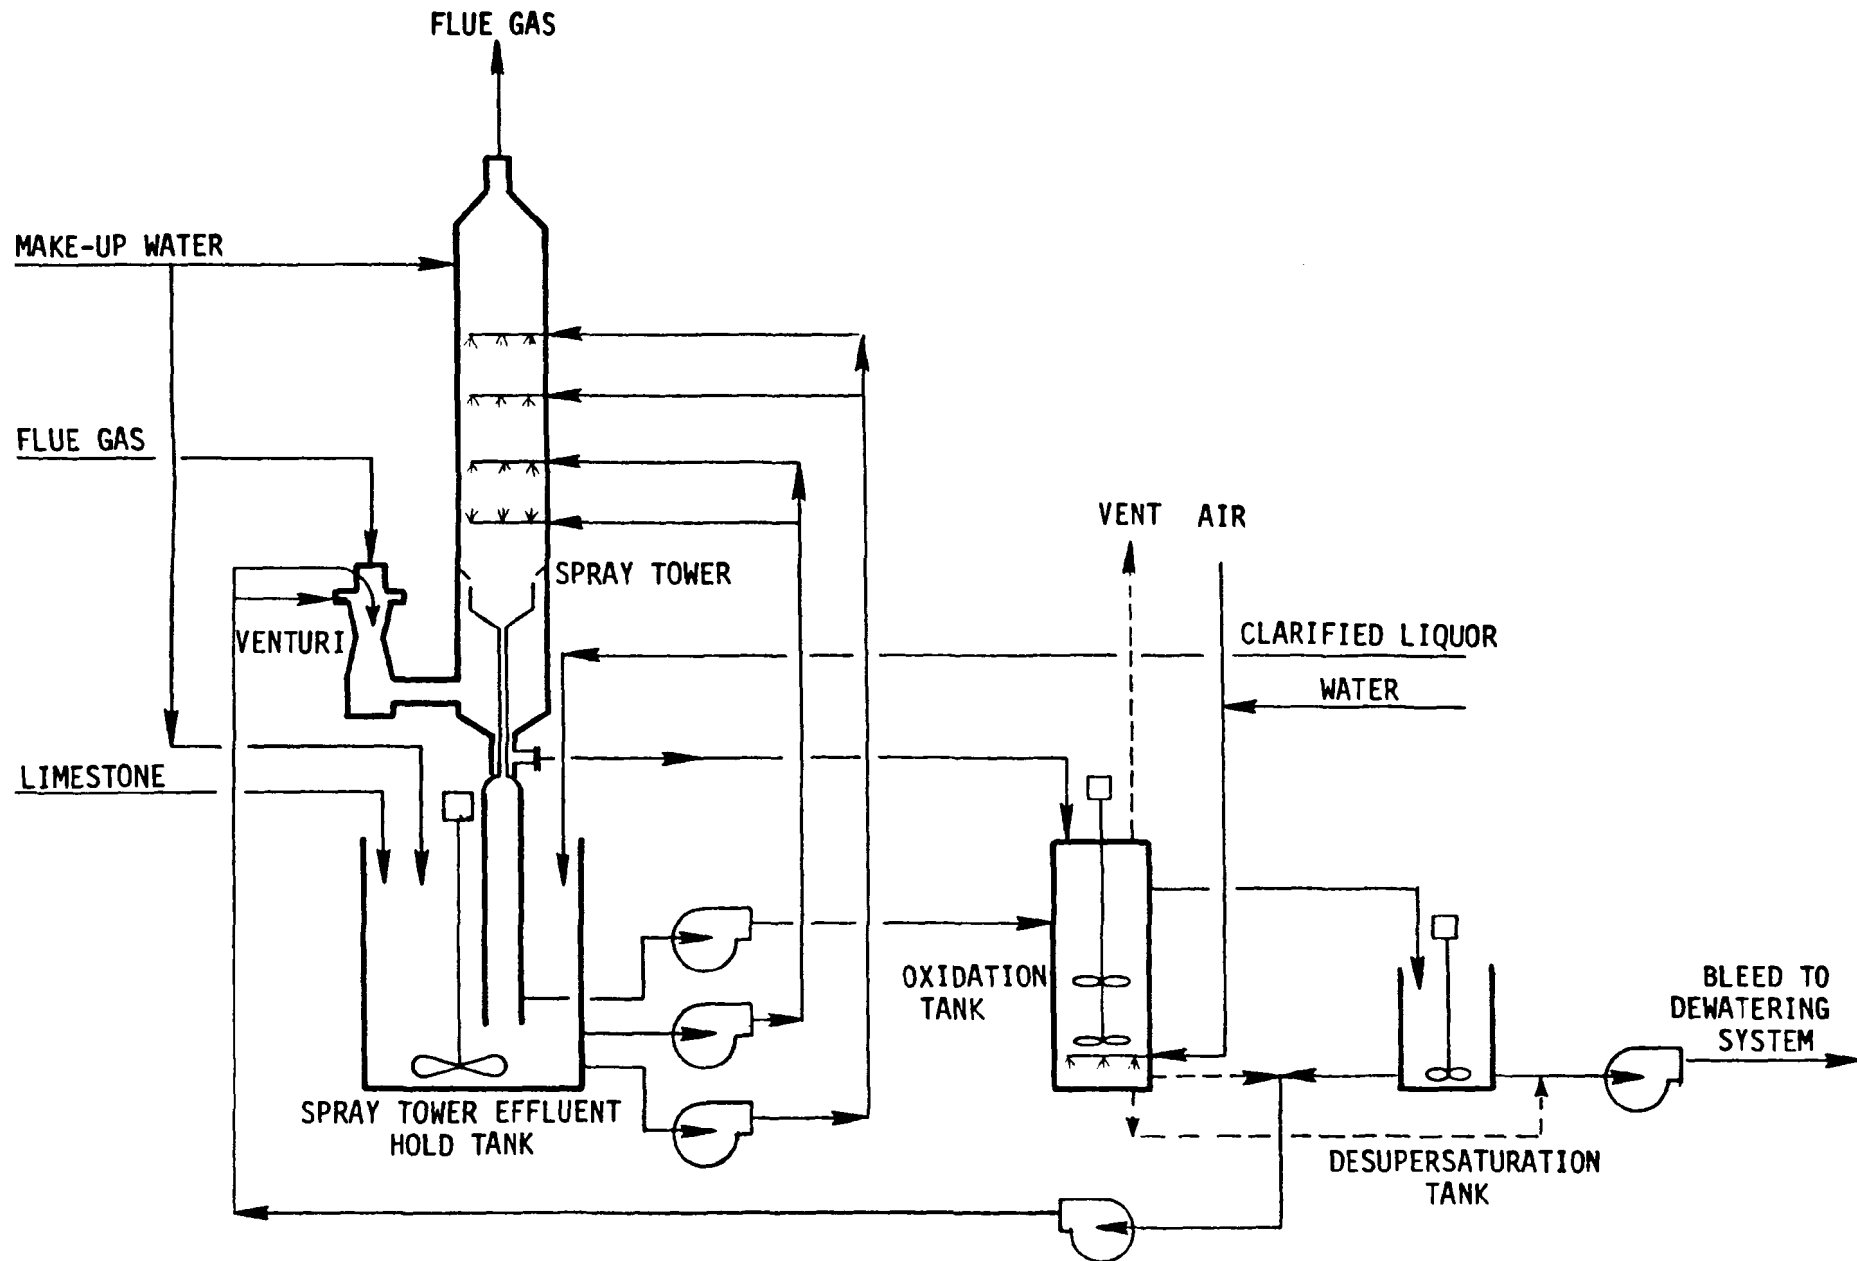 FLUE GAS
MAKE-UP WATER
FLUE GAS
VENT AIR
SPRAY TOWER
VENTURI
CLARIFIED LIQUOR
WATER
LIMESTONE
OXIDATION
TANK
BLEED TO
DEWATERING
SYSTEM
SPRAY TOWER EFFLUENT
HOLD TANK
DESUPERSATURATION
TANK